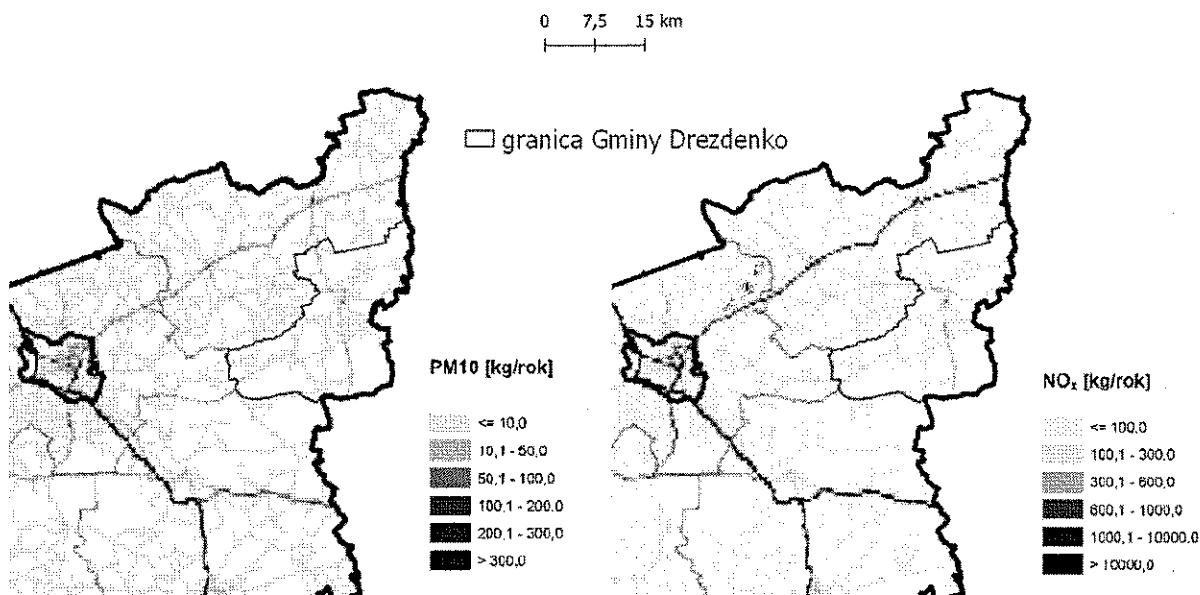 0 7,5 15 km
granica Gminy Drezdenko
PM10 [kg/rok]
<= 10,0
10,1 - 50,0
50,1 - 100,0
100,1 - 200,0
200,1 - 300,0
> 300,0
NOx [kg/rok]
<= 100,0
100,1 - 300,0
300,1 - 600,0
600,1 - 1000,0
1000,1 - 10000,0
> 10000,0